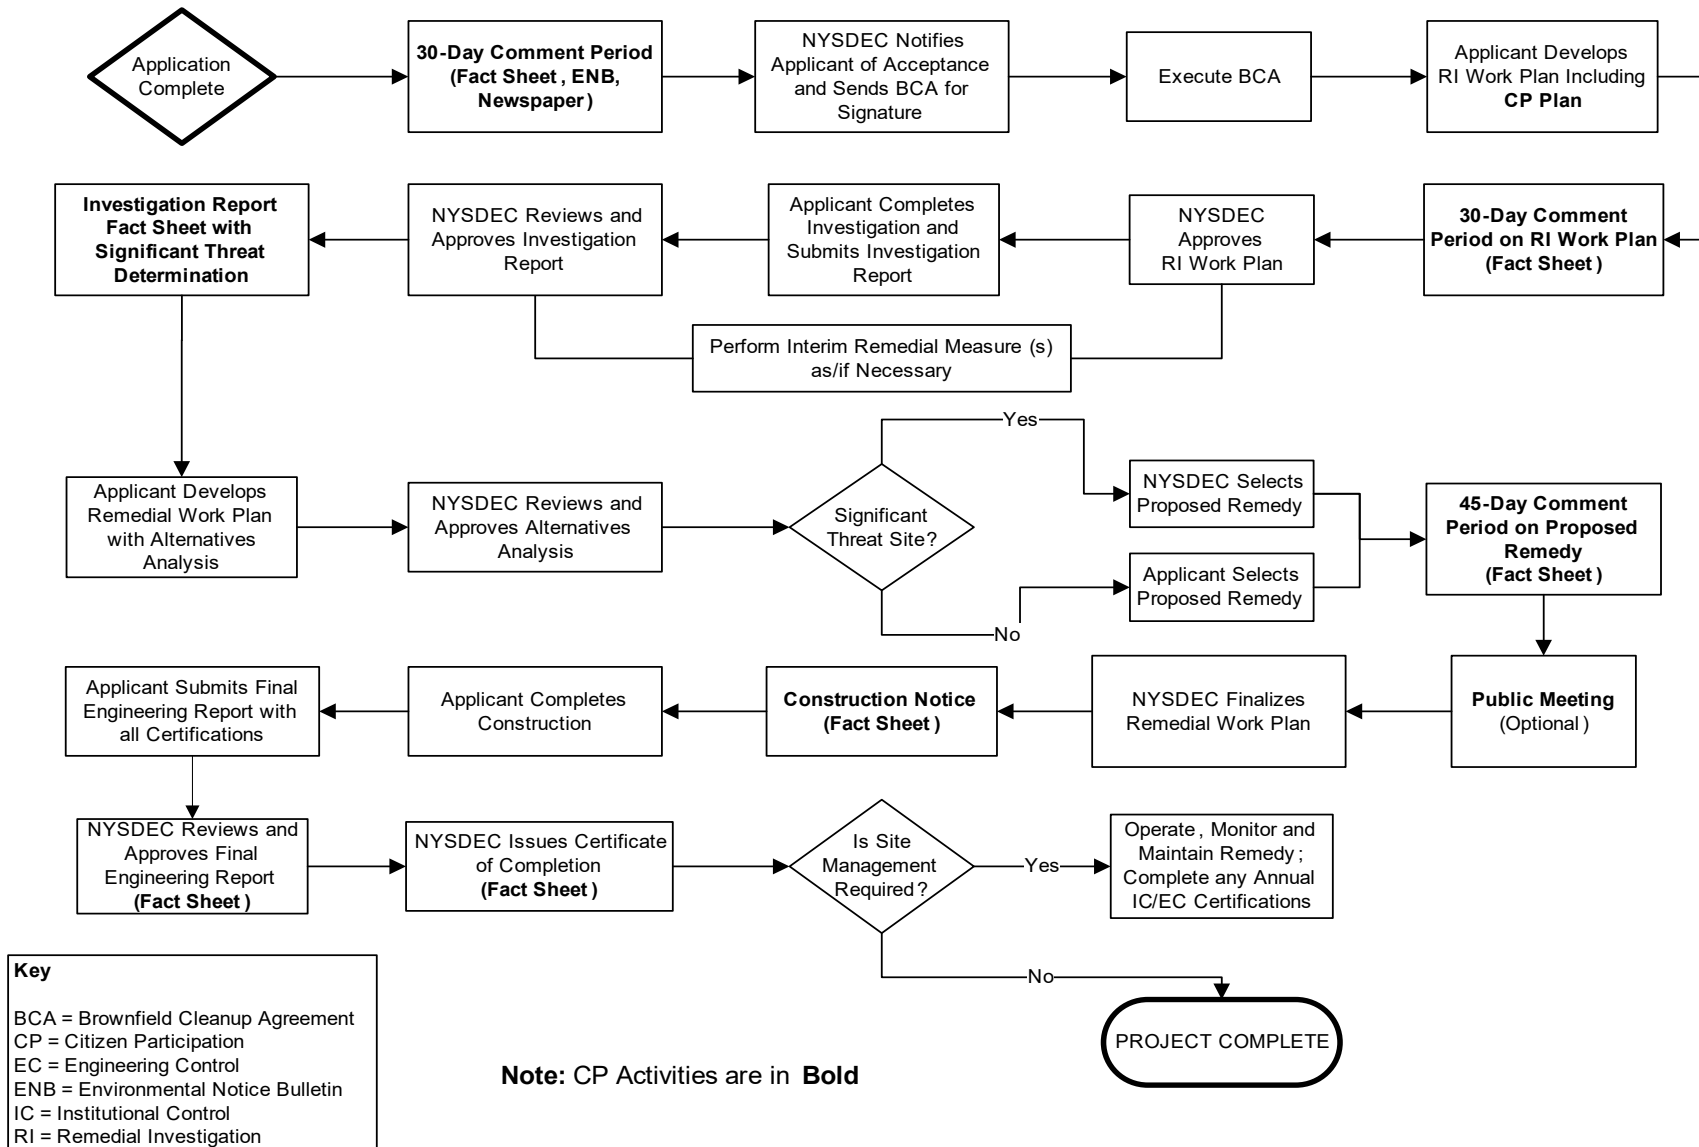 Application
Complete
30-Day Comment Period
(Fact Sheet , ENB,
Newspaper )
NYSDEC Notifies
Applicant of Acceptance
and Sends BCA for
Signature
Execute BCA
Applicant Develops
RI Work Plan Including
CP Plan
Investigation Report
Fact Sheet with
Significant Threat
Determination
NYSDEC Reviews and
Approves Investigation
Report
Applicant Completes
Investigation and
Submits Investigation
Report
NYSDEC
Approves
RI Work Plan
30-Day Comment
Period on RI Work Plan
(Fact Sheet )
Perform Interim Remedial Measure (s)
as/if Necessary
Applicant Develops
Remedial Work Plan
with Alternatives
Analysis
NYSDEC Reviews and
Approves Alternatives
Analysis
Significant
Threat Site?
Yes
No
NYSDEC Selects
Proposed Remedy
Applicant Selects
Proposed Remedy
45-Day Comment
Period on Proposed
Remedy
(Fact Sheet )
Applicant Submits Final
Engineering Report with
all Certifications
Applicant Completes
Construction
Construction Notice
(Fact Sheet )
NYSDEC Finalizes
Remedial Work Plan
Public Meeting
(Optional )
NYSDEC Reviews and
Approves Final
Engineering Report
(Fact Sheet )
NYSDEC Issues Certificate
of Completion
(Fact Sheet )
Is Site
Management
Required?
Yes
Operate , Monitor and
Maintain Remedy ;
Complete any Annual
IC/EC Certifications
No
PROJECT COMPLETE
Key
BCA = Brownfield Cleanup Agreement
CP = Citizen Participation
EC = Engineering Control
ENB = Environmental Notice Bulletin
IC = Institutional Control
RI = Remedial Investigation
Note: CP Activities are in Bold